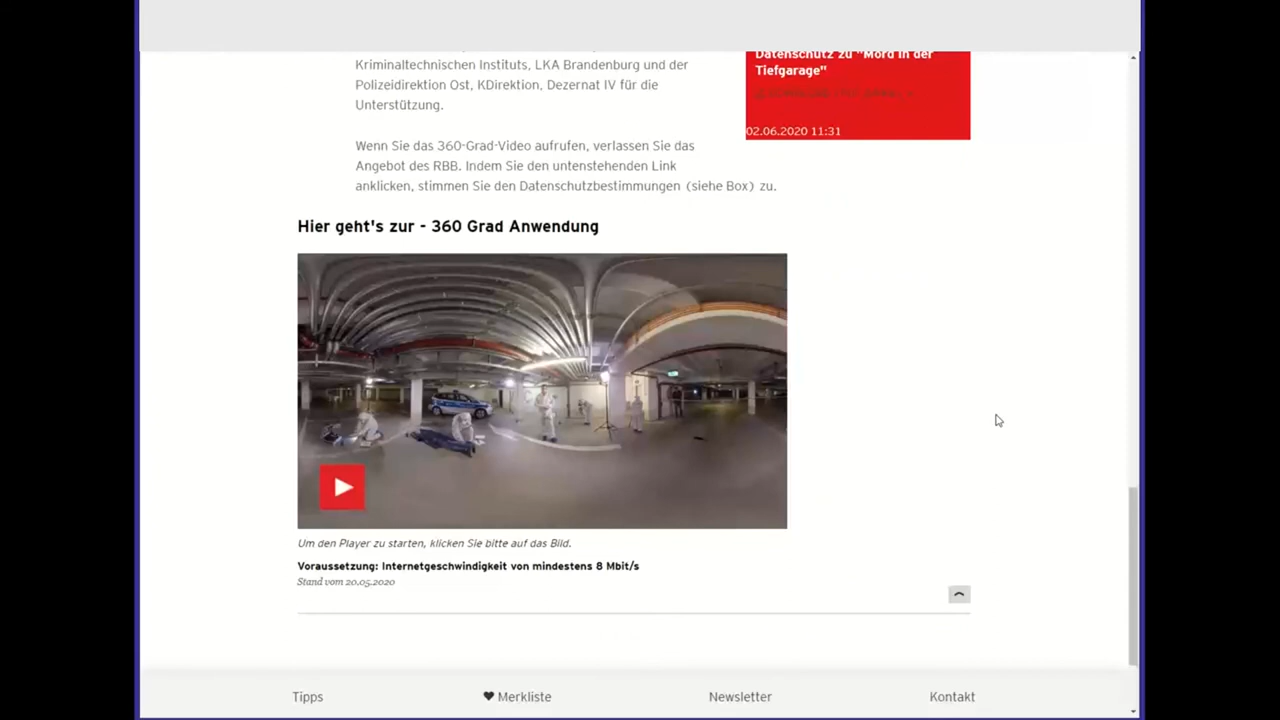 Kriminaltechnischen Instituts, LKA Brandenburg und der
Polizeidirektion Ost, KDirektion, Dezernat IV für die
Unterstützung.
Wenn Sie das 360-Grad-Video aufrufen, verlassen Sie das
Angebot des RBB. Indem Sie den untenstehenden Link
anklicken, stimmen Sie den Datenschutzbestimmungen (siehe Box) zu.
Datenschutz zu "Mord in der
Tiefgarage"
02.06.2020 11:31
Hier geht's zur - 360 Grad Anwendung
Um den Player zu starten, klicken Sie bitte auf das Bild.
Voraussetzung: Internetgeschwindigkeit von mindestens 8 Mbit/s
Stand vom 20.05.2020
Tipps
Merkliste
Newsletter
Kontakt